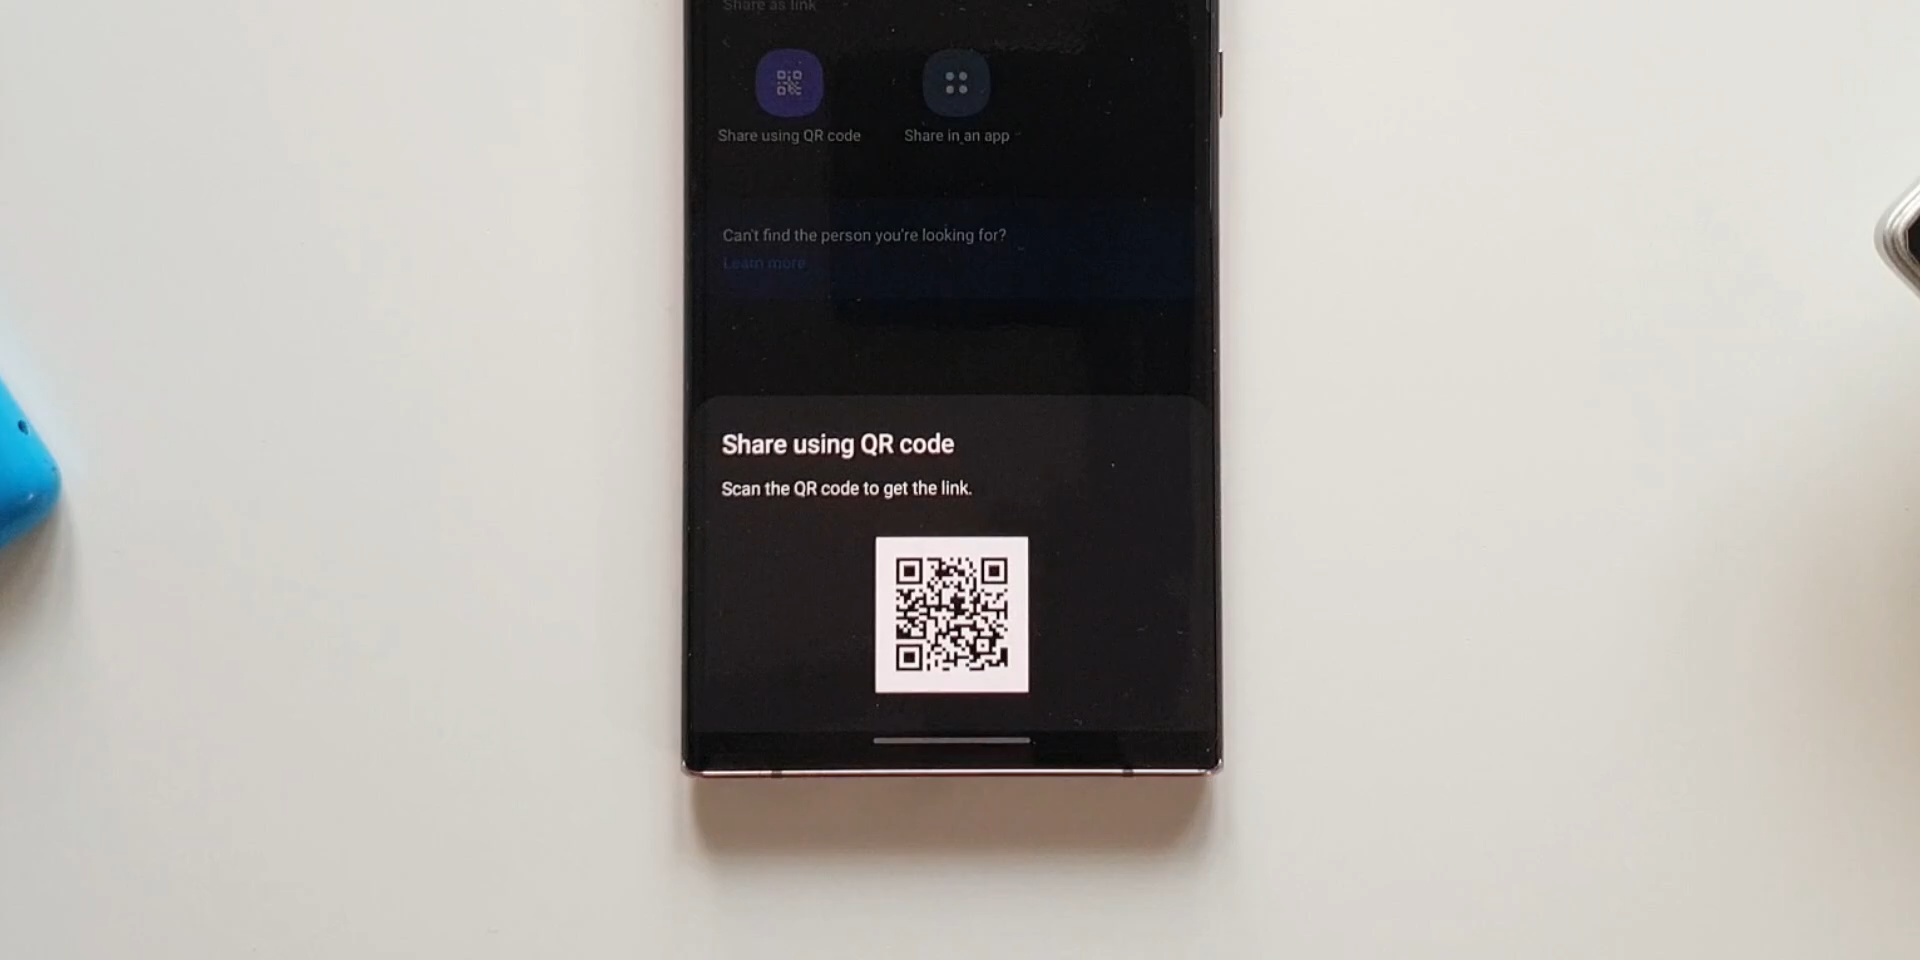 Share as link
Share using QR code
Share in an app
Can't find the person you're looking for?
Learn more
Share using QR code
Scan the QR code to get the link.